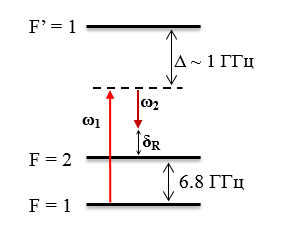 F’ = 1
Δ ~ 1 ГГц
ω2
ω1
δR
F = 2
6.8 ГГц
F = 1